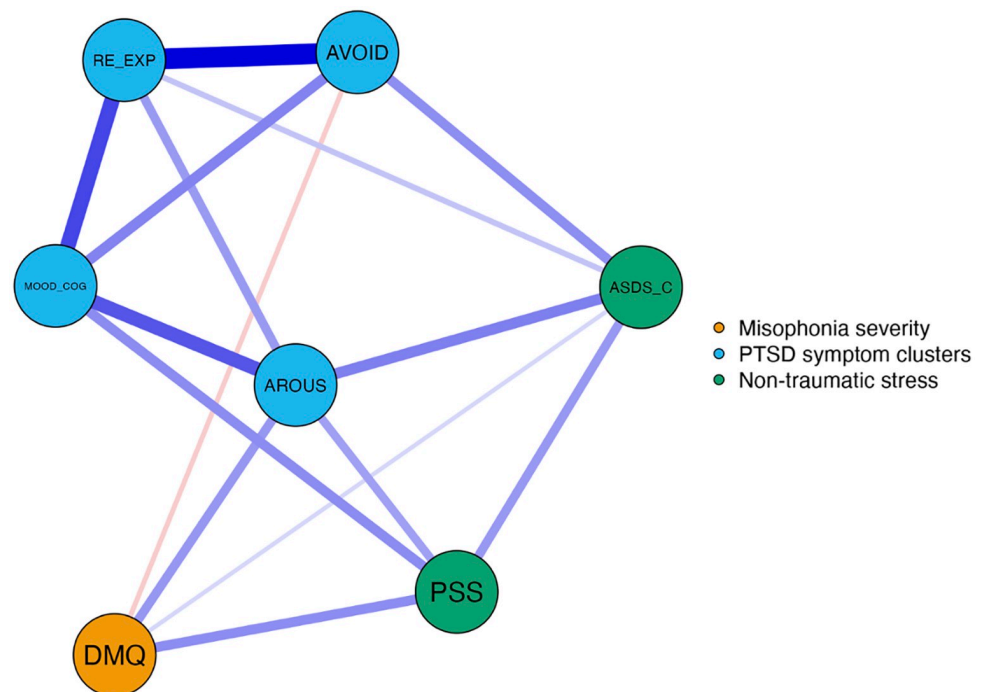 RE_EXP
AVOID
MOOD_COG
ASDS_C
AROUS
PSS
DMQ
Misophonia severity
PTSD symptom clusters
Non-traumatic stress